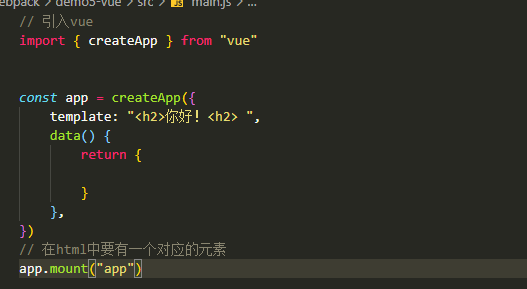 ebpack > demo5-vue > src > JS main.js > ...
// 引入vue
import { createApp } from "vue"
const app = createApp({
    template: "<h2>你好! <h2> ",
    data() {
        return {
        }
    },
})
// 在html中要有一个对应的元素
app.mount("app")